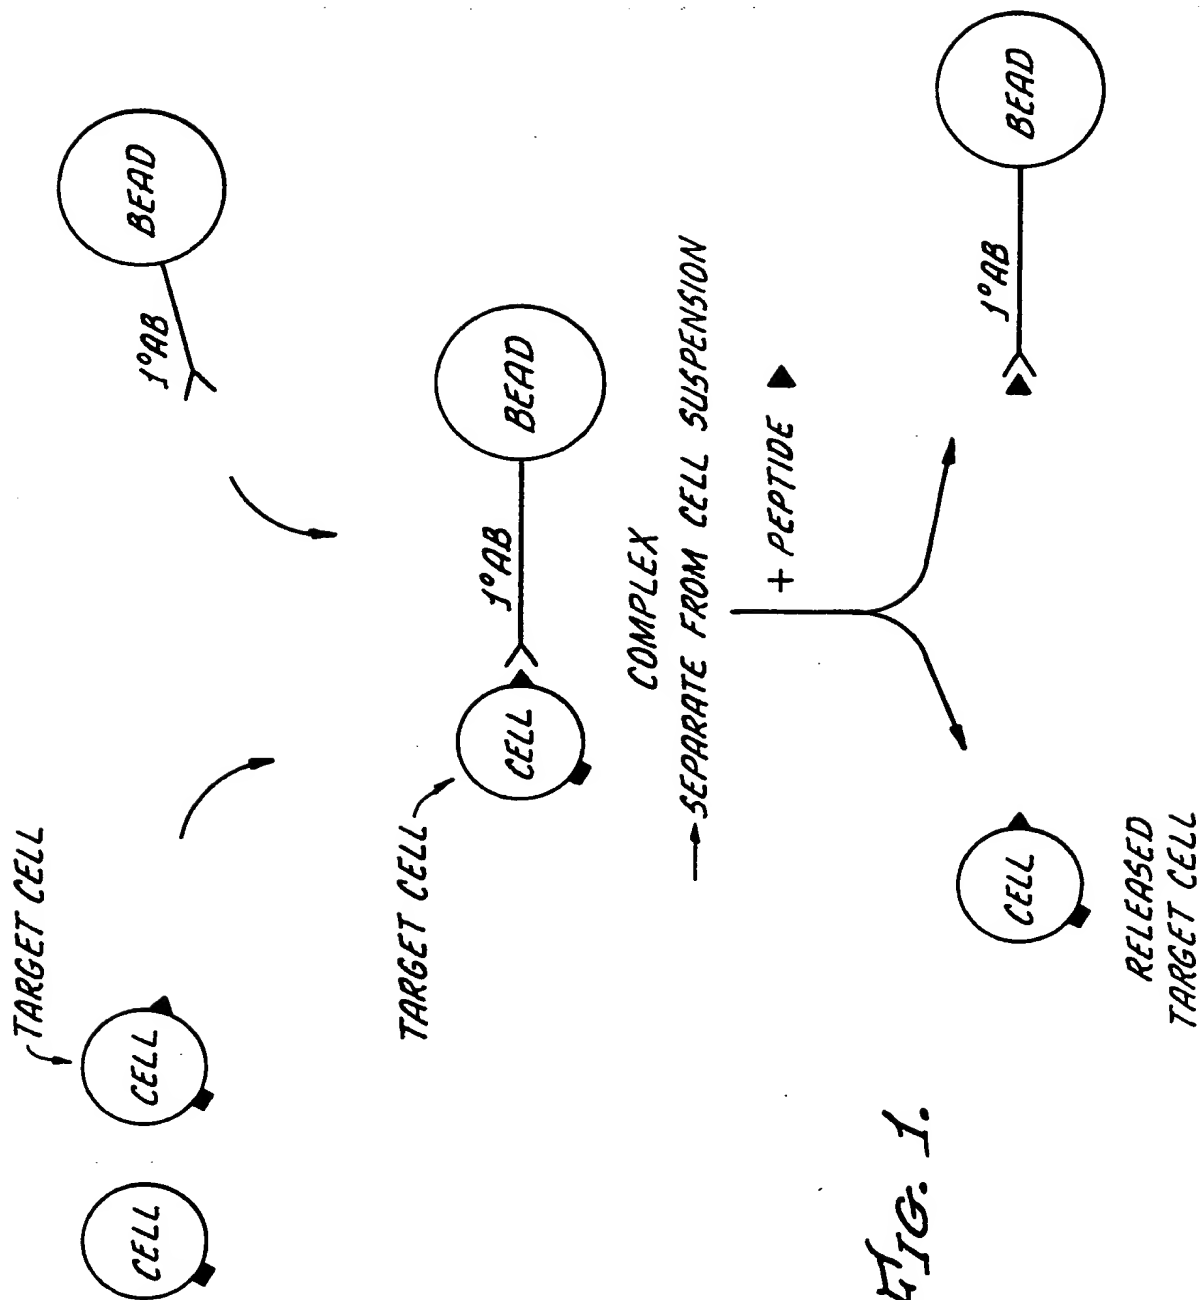 TARGET CELL
CELL
CELL
1°AB
BEAD
TARGET CELL
CELL
1°AB
BEAD
COMPLEX
SEPARATE FROM CELL SUSPENSION
+ PEPTIDE
CELL
1°AB
BEAD
RELEASED
TARGET CELL
FIG. 1.